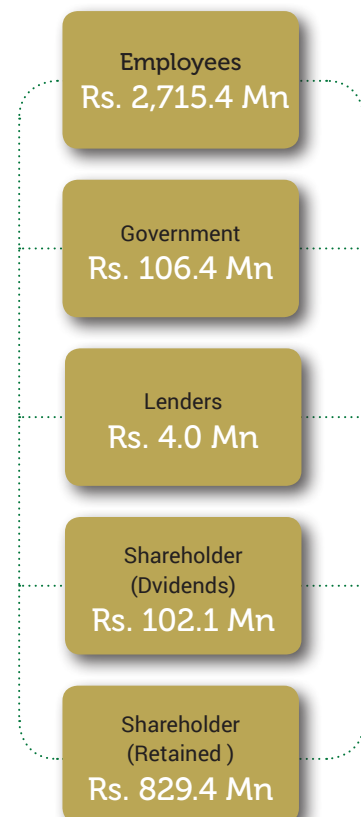 Employees
Rs. 2,715.4 Mn
Government
Rs. 106.4 Mn
Lenders
Rs. 4.0 Mn
Shareholder
(Dvidends)
Rs. 102.1 Mn
Shareholder
(Retained )
Rs. 829.4 Mn